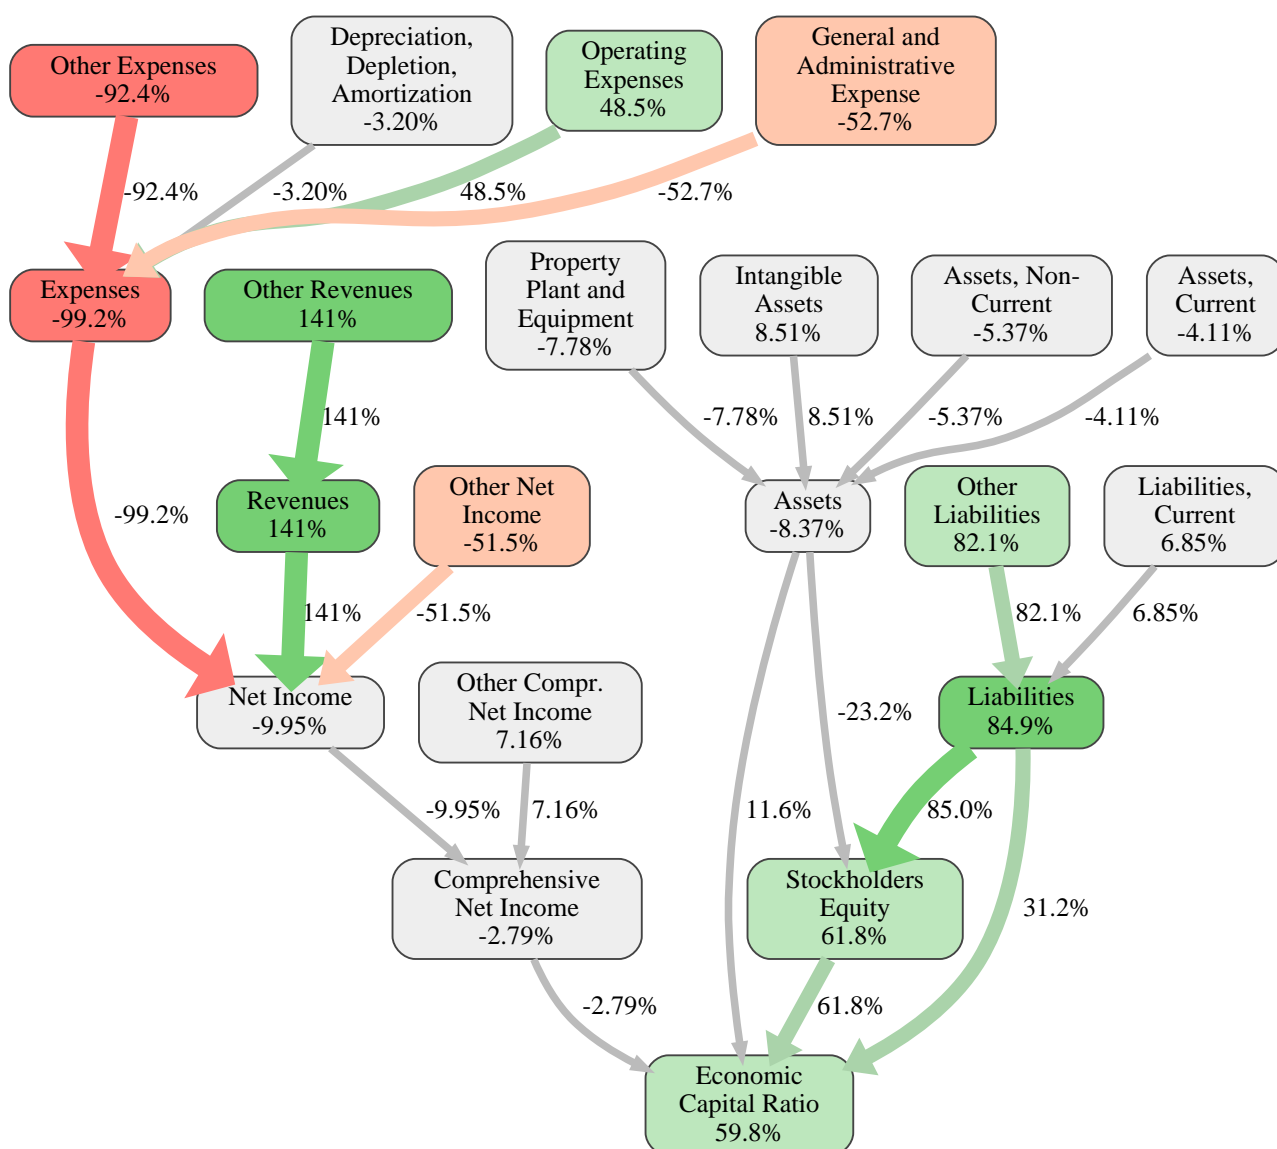 Other Expenses
-92.4%
Depreciation,
Depletion,
Amortization
-3.20%
Operating
Expenses
48.5%
General and
Administrative
Expense
-52.7%
-92.4%
-3.20%
48.5%
-52.7%
Expenses
-99.2%
Other Revenues
141%
Property
Plant and
Equipment
-7.78%
Intangible
Assets
8.51%
Assets, Non-
Current
-5.37%
Assets,
Current
-4.11%
141%
-7.78%
8.51%
-5.37%
-4.11%
-99.2%
Revenues
141%
Other Net
Income
-51.5%
Assets
-8.37%
Other
Liabilities
82.1%
Liabilities,
Current
6.85%
141%
-51.5%
82.1%
6.85%
Net Income
-9.95%
Other Compr.
Net Income
7.16%
-23.2%
Liabilities
84.9%
-9.95%
7.16%
11.6%
85.0%
Comprehensive
Net Income
-2.79%
Stockholders
Equity
61.8%
31.2%
-2.79%
61.8%
Economic
Capital Ratio
59.8%